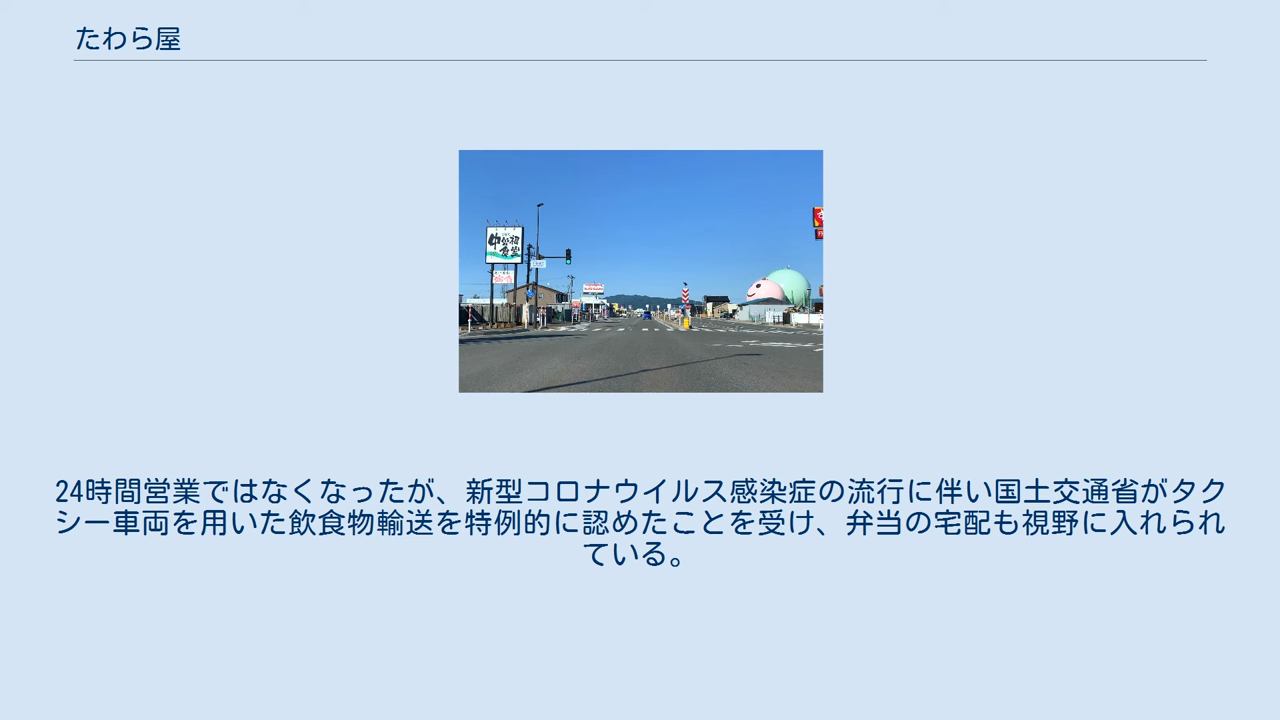 たわら屋
24時間営業ではなくなったが、新型コロナウイルス感染症の流行に伴い国土交通省がタク
シー車両を用いた飲食物輸送を特例的に認めたことを受け、弁当の宅配も視野に入れられ
ている。